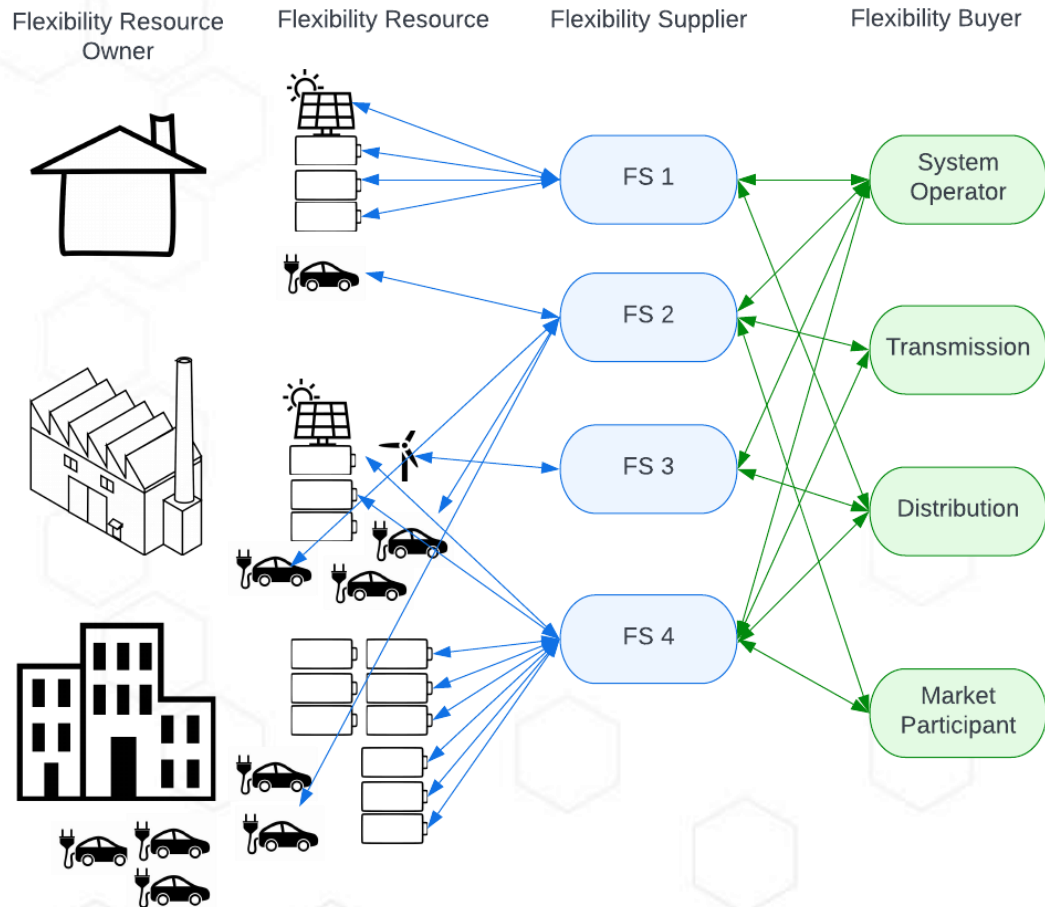 Flexibility Resource
Owner
Flexibility Resource
Flexibility Supplier
Flexibility Buyer
FS 1
System
Operator
FS 2
Transmission
FS 3
Distribution
FS 4
Market
Participant